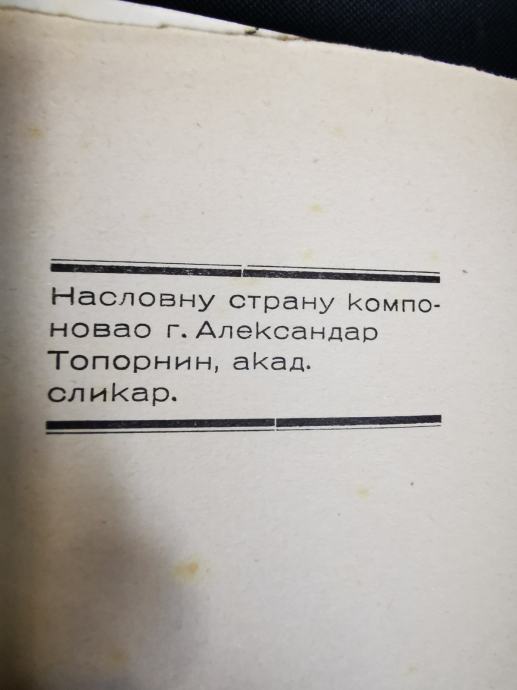 Насловну страну компо-
новао г. Александар
Топорнин, акад.
сликар.